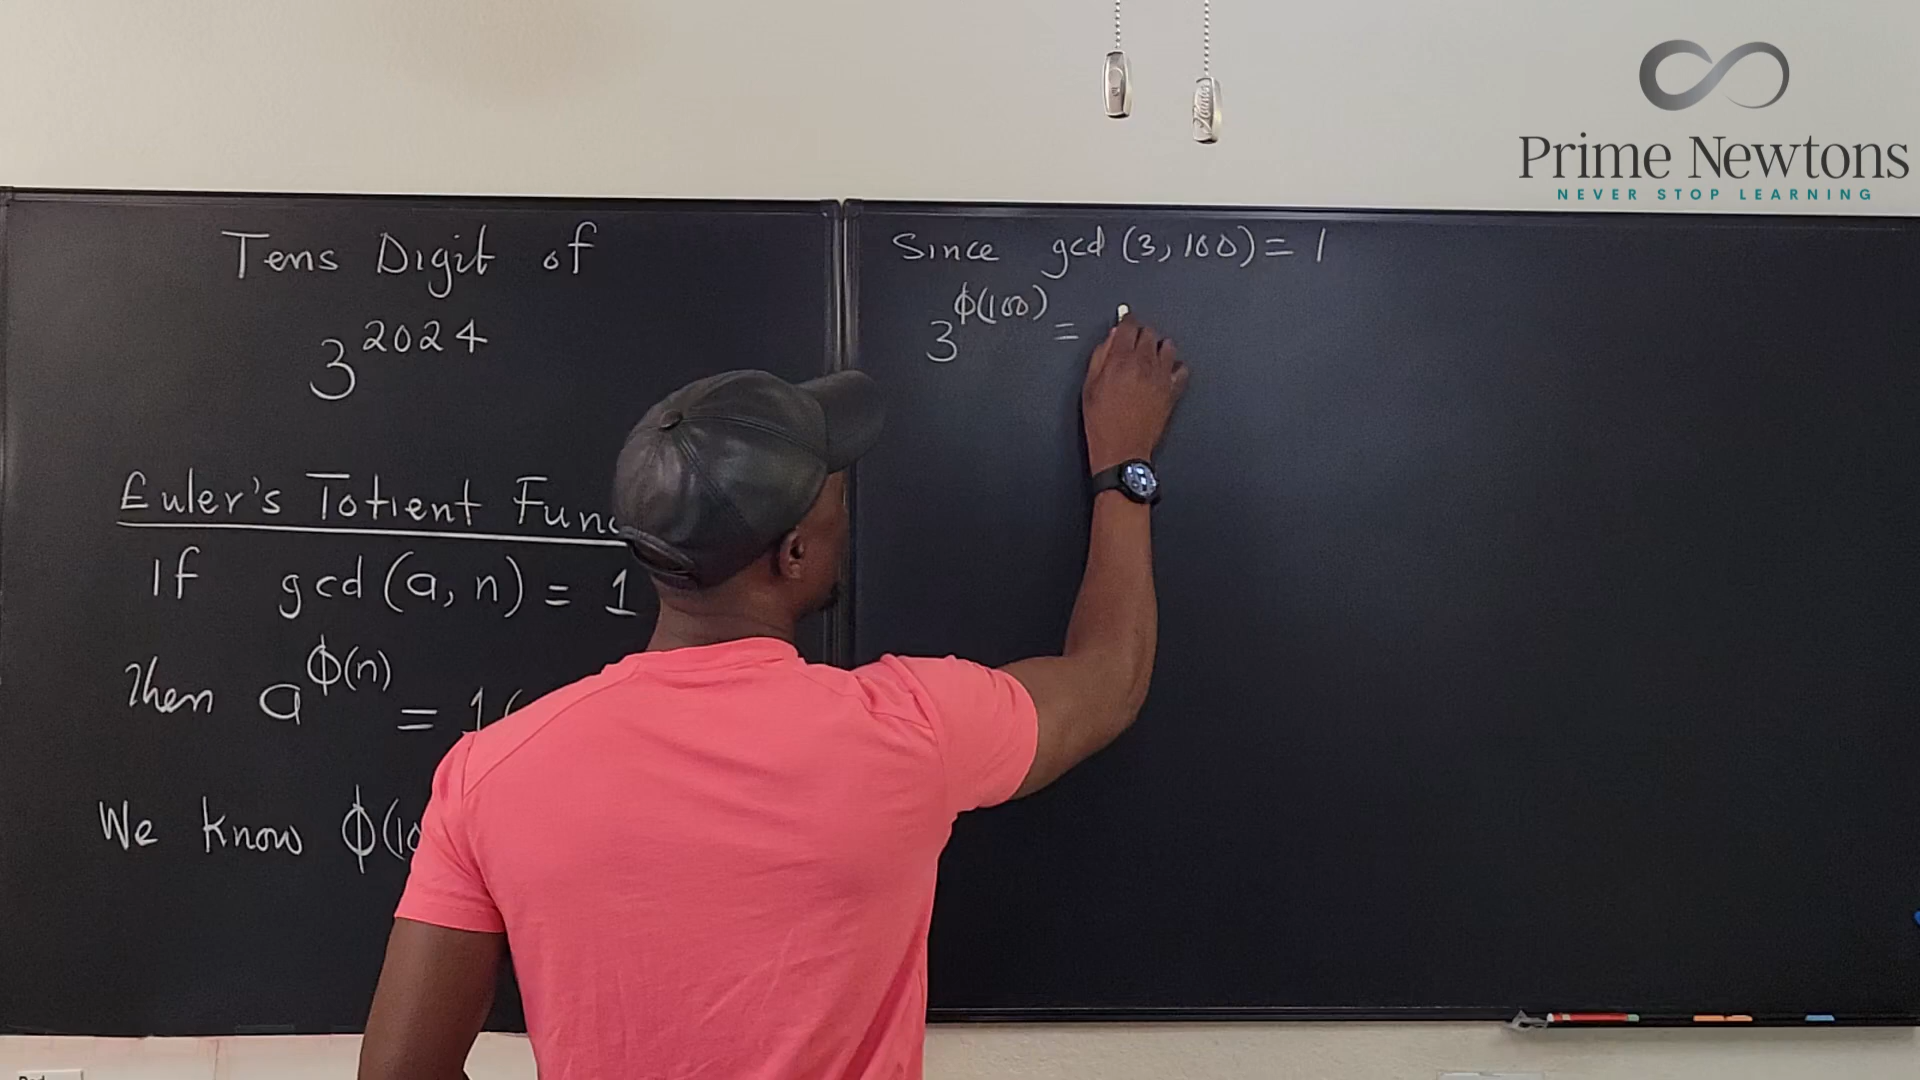 Prime Newtons
NEVER STOP LEARNING
Tens Digit of
3^2024
Euler's Totient Func
If gcd(a, n) = 1
Then a^ϕ(n) = 1(
We know ϕ(10
Since gcd(3, 100) = 1
3^ϕ(100) =